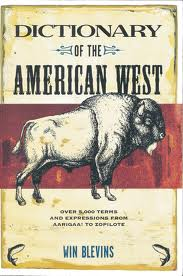 DICTIONARY
OF THE
AMERICAN WEST
OVER 5,000 TERMS
AND EXPRESSIONS FROM
AARIGAA! TO ZOPILOTE
WIN BLEVINS